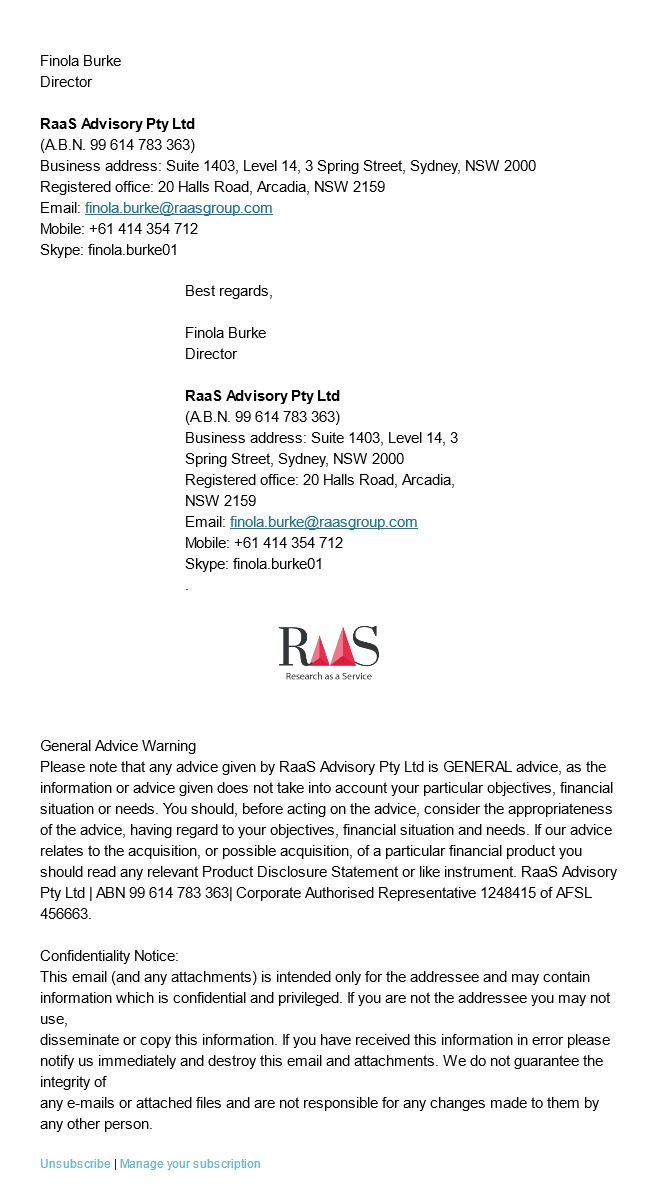 Finola Burke
Director
RaaS Advisory Pty Ltd
(A.B.N. 99 614 783 363)
Business address: Suite 1403, Level 14, 3 Spring Street, Sydney, NSW 2000
Registered office: 20 Halls Road, Arcadia, NSW 2159
Email: finola.burke@raasgroup.com
Mobile: +61 414 354 712
Skype: finola.burke01
Best regards,
Finola Burke
Director
RaaS Advisory Pty Ltd
(A.B.N. 99 614 783 363)
Business address: Suite 1403, Level 14, 3
Spring Street, Sydney, NSW 2000
Registered office: 20 Halls Road, Arcadia,
NSW 2159
Email: finola.burke@raasgroup.com
Mobile: +61 414 354 712
Skype: finola.burke01
.
RaaS
Research as a Service
General Advice Warning
Please note that any advice given by RaaS Advisory Pty Ltd is GENERAL advice, as the
information or advice given does not take into account your particular objectives, financial
situation or needs. You should, before acting on the advice, consider the appropriateness
of the advice, having regard to your objectives, financial situation and needs. If our advice
relates to the acquisition, or possible acquisition, of a particular financial product you
should read any relevant Product Disclosure Statement or like instrument. RaaS Advisory
Pty Ltd | ABN 99 614 783 363| Corporate Authorised Representative 1248415 of AFSL
456663.
Confidentiality Notice:
This email (and any attachments) is intended only for the addressee and may contain
information which is confidential and privileged. If you are not the addressee you may not
use,
disseminate or copy this information. If you have received this information in error please
notify us immediately and destroy this email and attachments. We do not guarantee the
integrity of
any e-mails or attached files and are not responsible for any changes made to them by
any other person.
Unsubscribe | Manage your subscription